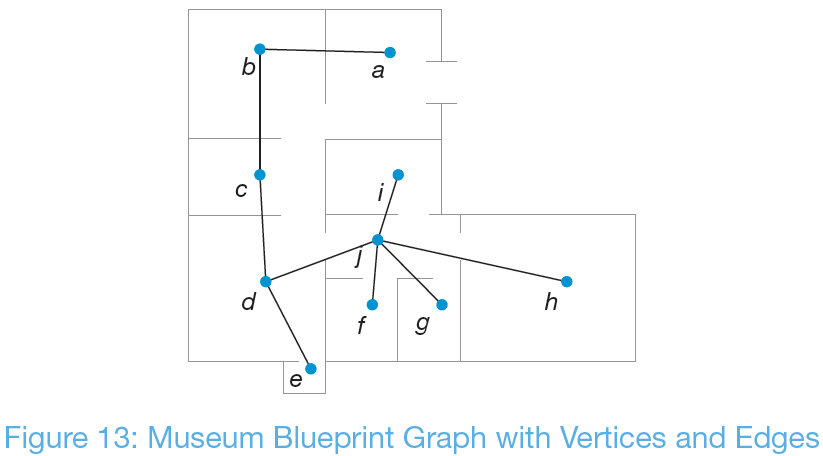 b
a
c
i
j
d
h
f
g
e
Figure 13: Museum Blueprint Graph with Vertices and Edges